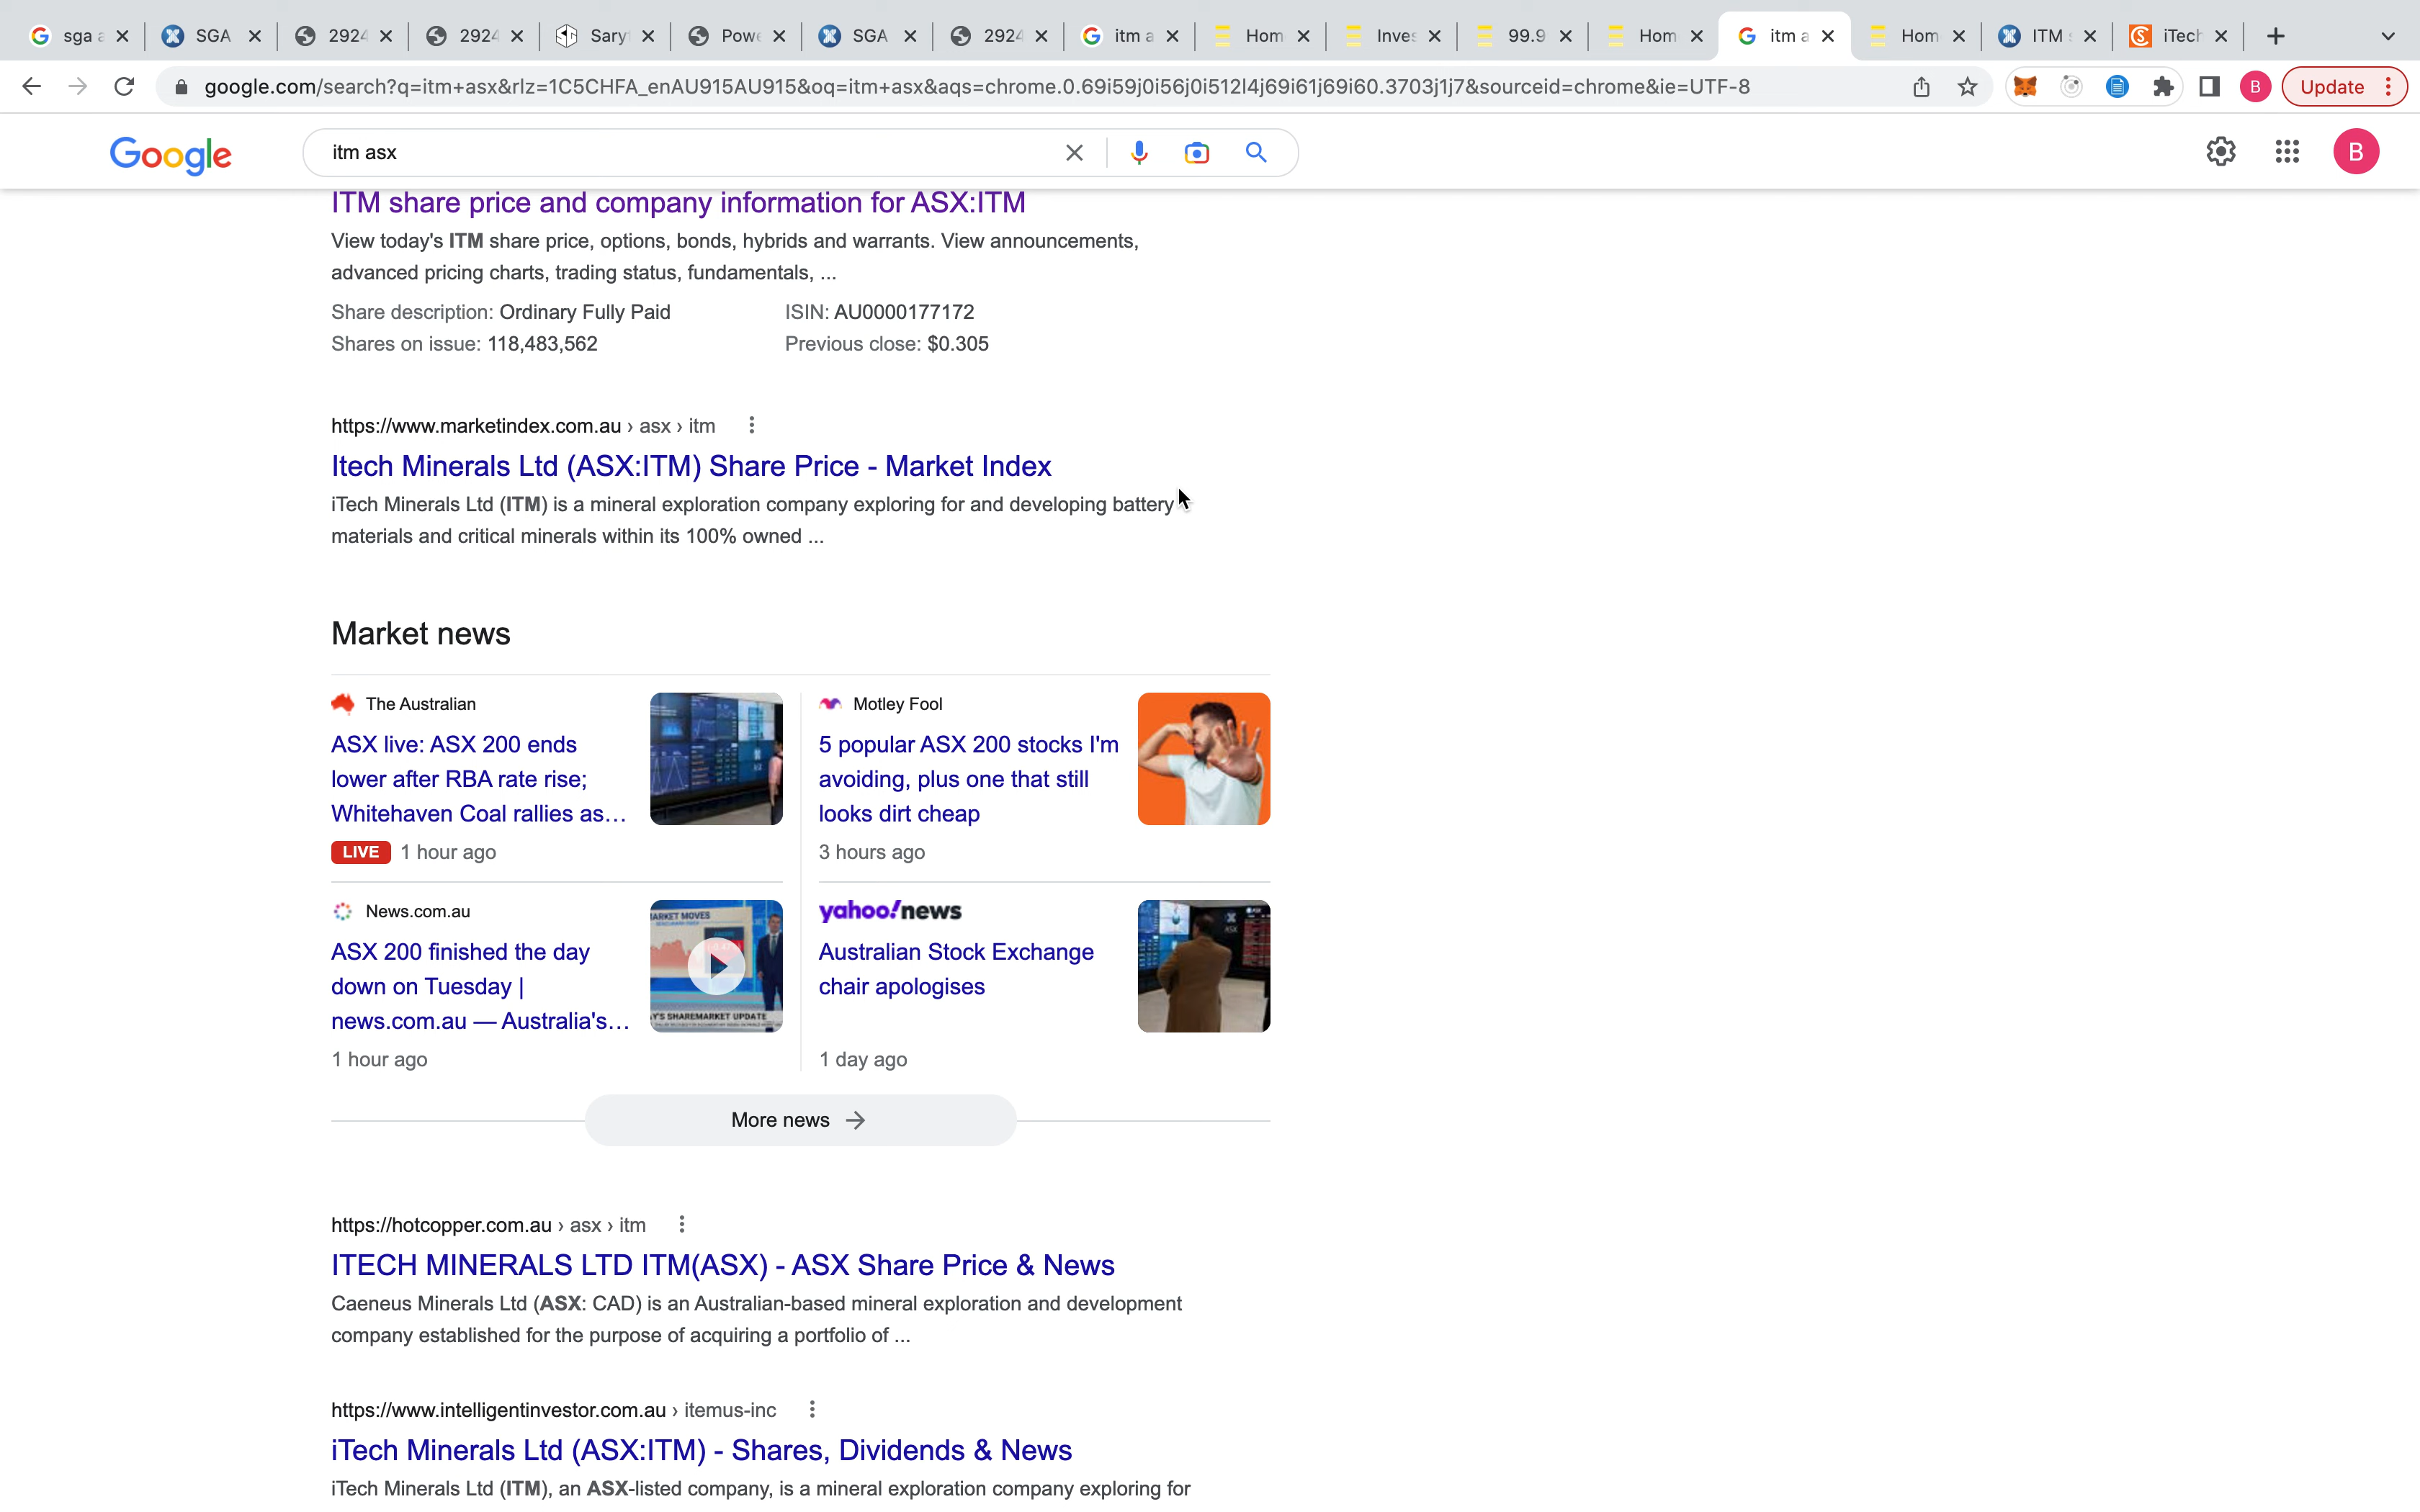 sga a
SGA
2924
2924
Sary
Powe
SGA
2924
itm a
Hom
Inves
99.9
Hom
itm a
Hom
ITM s
iTech
google.com/search?q=itm+asx&rlz=1C5CHFA_enAU915AU915&oq=itm+asx&aqs=chrome.0.69i59j0i56j0i512l4j69i61j69i60.3703j1j7&sourceid=chrome&ie=UTF-8
B
Update
Google
itm asx
B
ITM share price and company information for ASX:ITM
View today's ITM share price, options, bonds, hybrids and warrants. View announcements,
advanced pricing charts, trading status, fundamentals, ...
Share description: Ordinary Fully Paid
ISIN: AU0000177172
Shares on issue: 118,483,562
Previous close: $0.305
https://www.marketindex.com.au › asx › itm
Itech Minerals Ltd (ASX:ITM) Share Price - Market Index
iTech Minerals Ltd (ITM) is a mineral exploration company exploring for and developing battery
materials and critical minerals within its 100% owned ...
Market news
The Australian
ASX live: ASX 200 ends
lower after RBA rate rise;
Whitehaven Coal rallies as...
LIVE 1 hour ago
Motley Fool
5 popular ASX 200 stocks I'm
avoiding, plus one that still
looks dirt cheap
3 hours ago
News.com.au
ASX 200 finished the day
down on Tuesday |
news.com.au — Australia's...
1 hour ago
MARKET MOVES
Y'S SHAREMARKET UPDATE
yahoo!news
Australian Stock Exchange
chair apologises
1 day ago
ASX
More news
https://hotcopper.com.au › asx › itm
ITECH MINERALS LTD ITM(ASX) - ASX Share Price & News
Caeneus Minerals Ltd (ASX: CAD) is an Australian-based mineral exploration and development
company established for the purpose of acquiring a portfolio of ...
https://www.intelligentinvestor.com.au › itemus-inc
iTech Minerals Ltd (ASX:ITM) - Shares, Dividends & News
iTech Minerals Ltd (ITM), an ASX-listed company, is a mineral exploration company exploring for